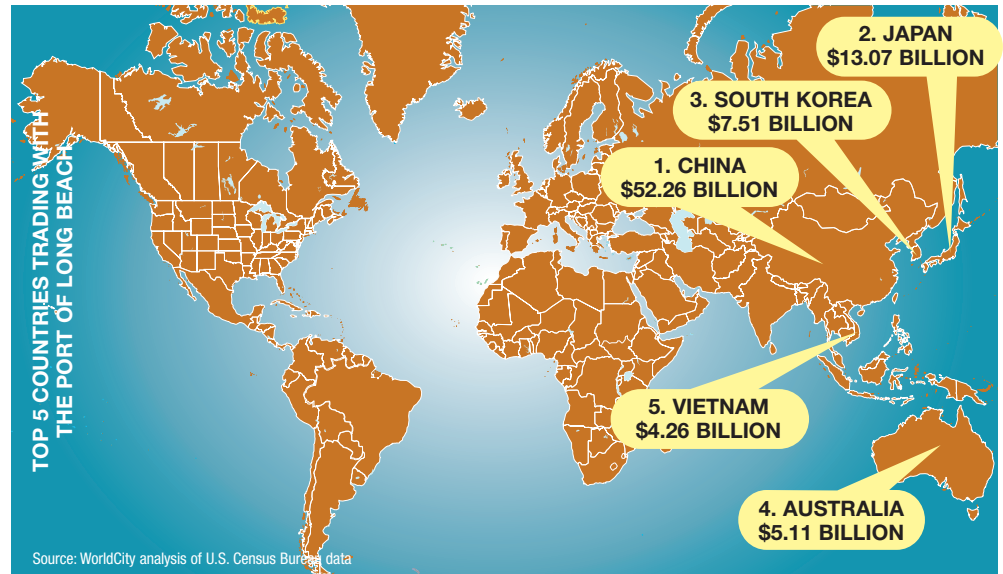 TOP 5 COUNTRIES TRADING WITH
THE PORT OF LONG BEACH
2. JAPAN
$13.07 BILLION
3. SOUTH KOREA
$7.51 BILLION
1. CHINA
$52.26 BILLION
5. VIETNAM
$4.26 BILLION
4. AUSTRALIA
$5.11 BILLION
Source: WorldCity analysis of U.S. Census Bureau data